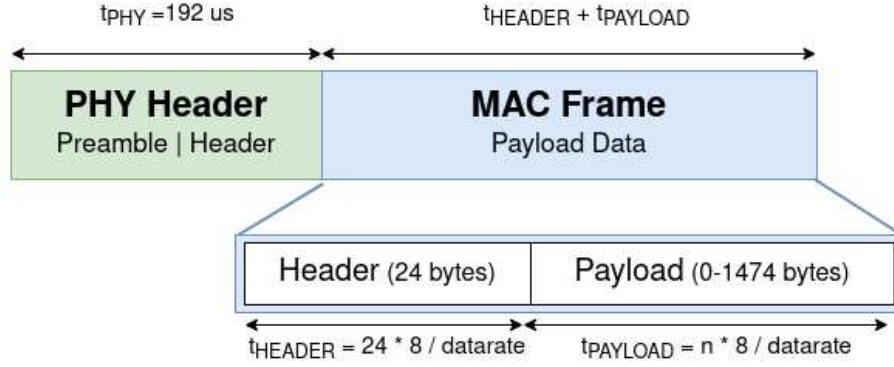 tPHY =192 us
tHEADER + tPAYLOAD
PHY Header
Preamble | Header
MAC Frame
Payload Data
Header (24 bytes)
Payload (0-1474 bytes)
tHEADER = 24 * 8 / datarate
tPAYLOAD = n * 8 / datarate